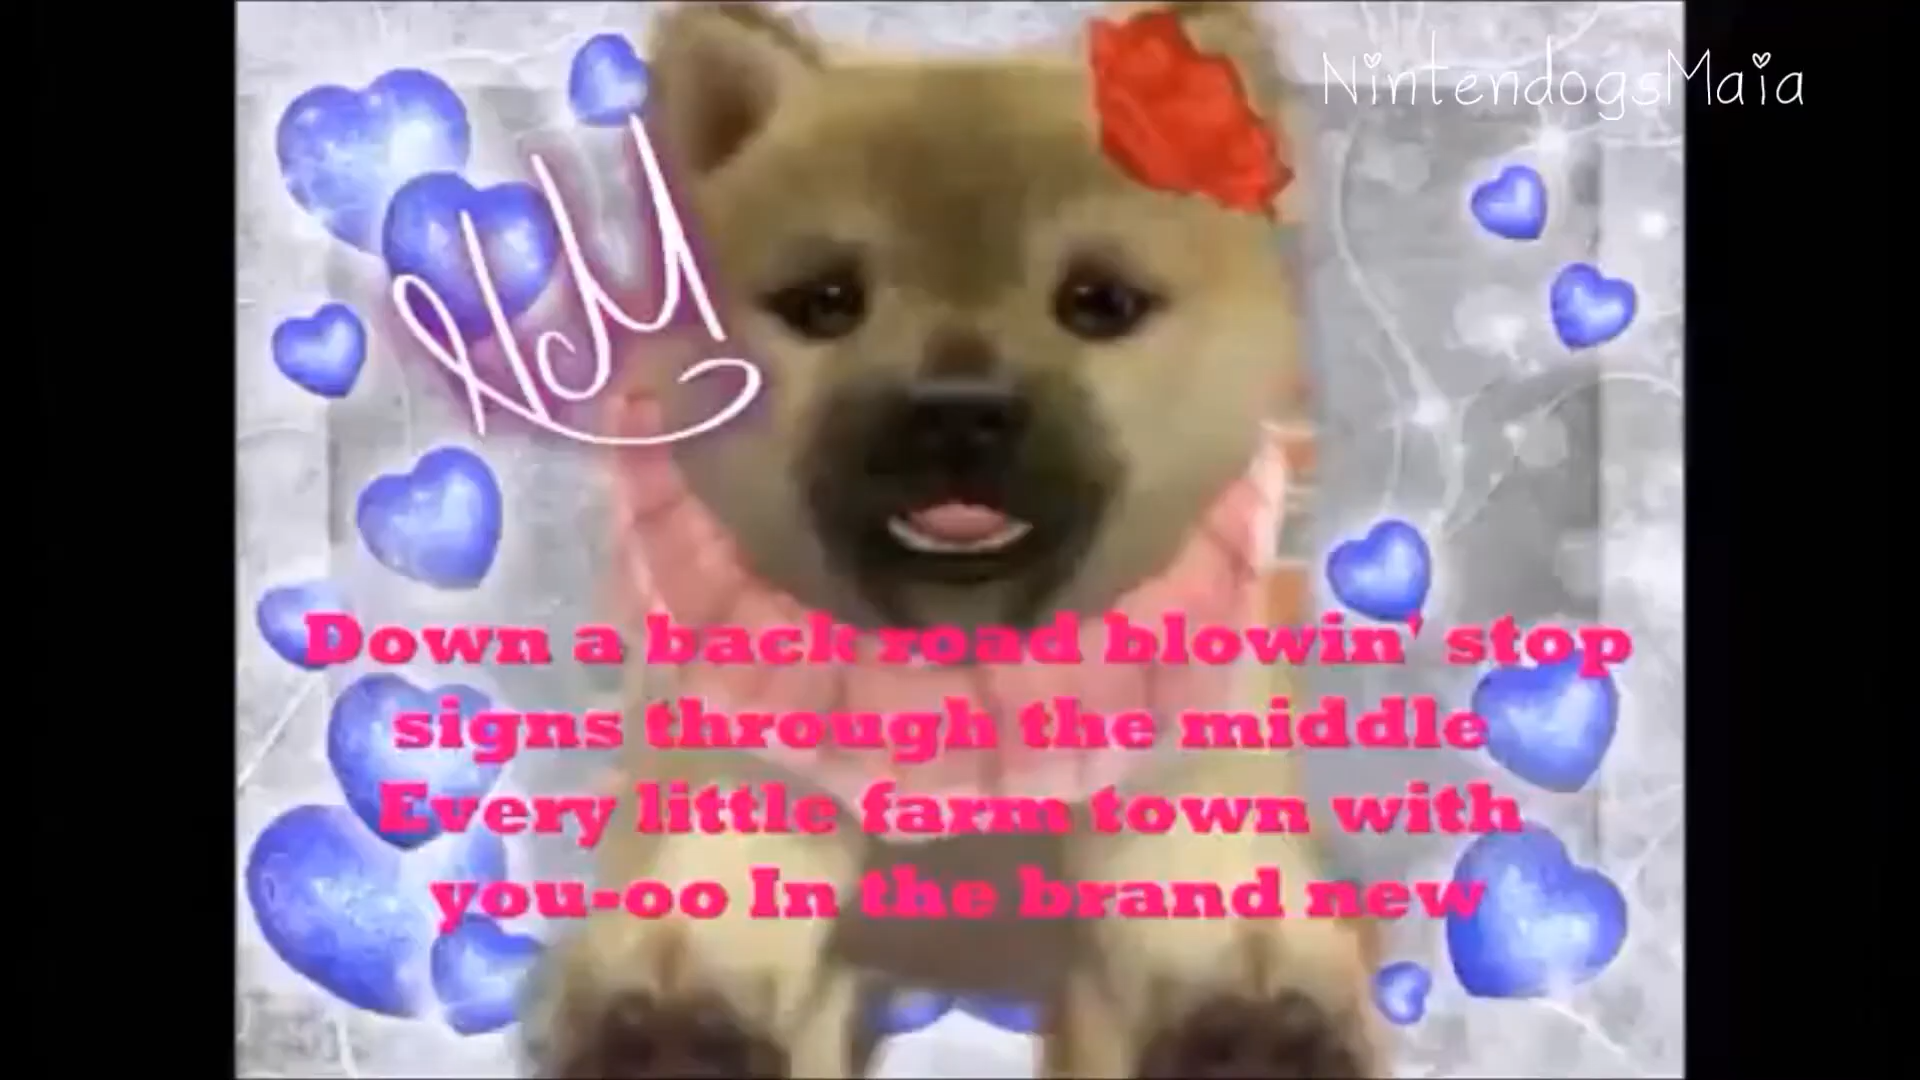 NintendogsMaia
NM
Down a back road blowin' stop
signs through the middle
Every little farm town with
you-oo In the brand new